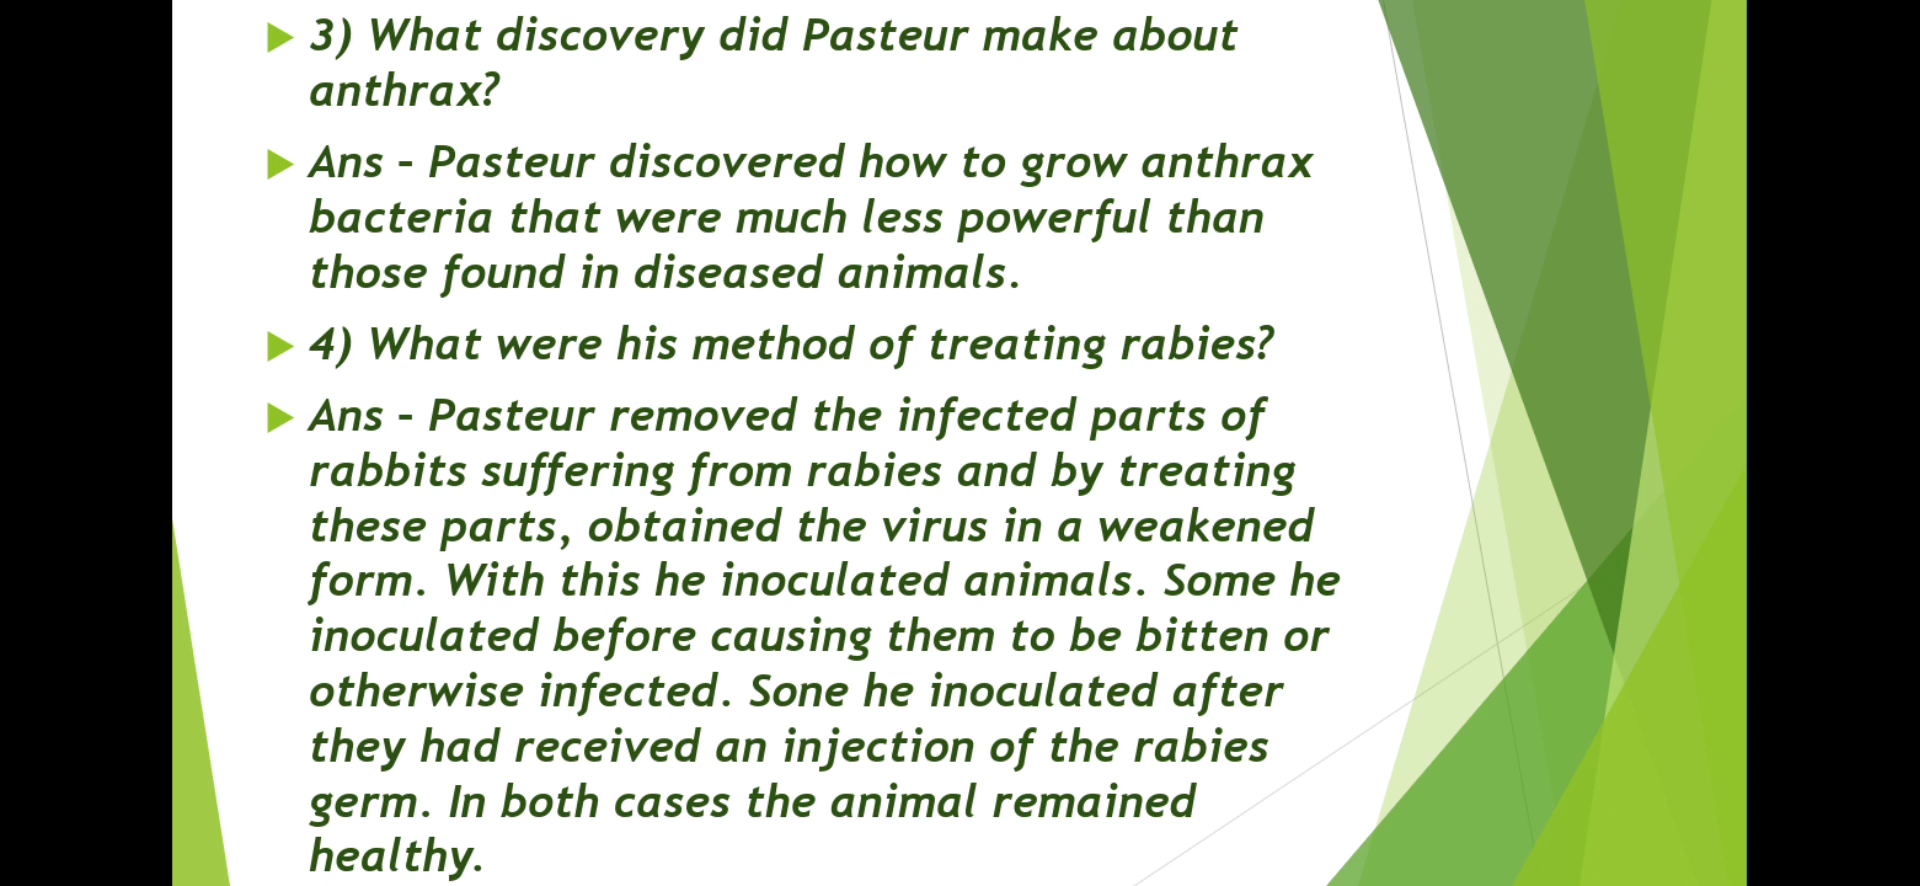 3) What discovery did Pasteur make about
anthrax?
Ans – Pasteur discovered how to grow anthrax
bacteria that were much less powerful than
those found in diseased animals.
4) What were his method of treating rabies?
Ans – Pasteur removed the infected parts of
rabbits suffering from rabies and by treating
these parts, obtained the virus in a weakened
form. With this he inoculated animals. Some he
inoculated before causing them to be bitten or
otherwise infected. Sone he inoculated after
they had received an injection of the rabies
germ. In both cases the animal remained
healthy.